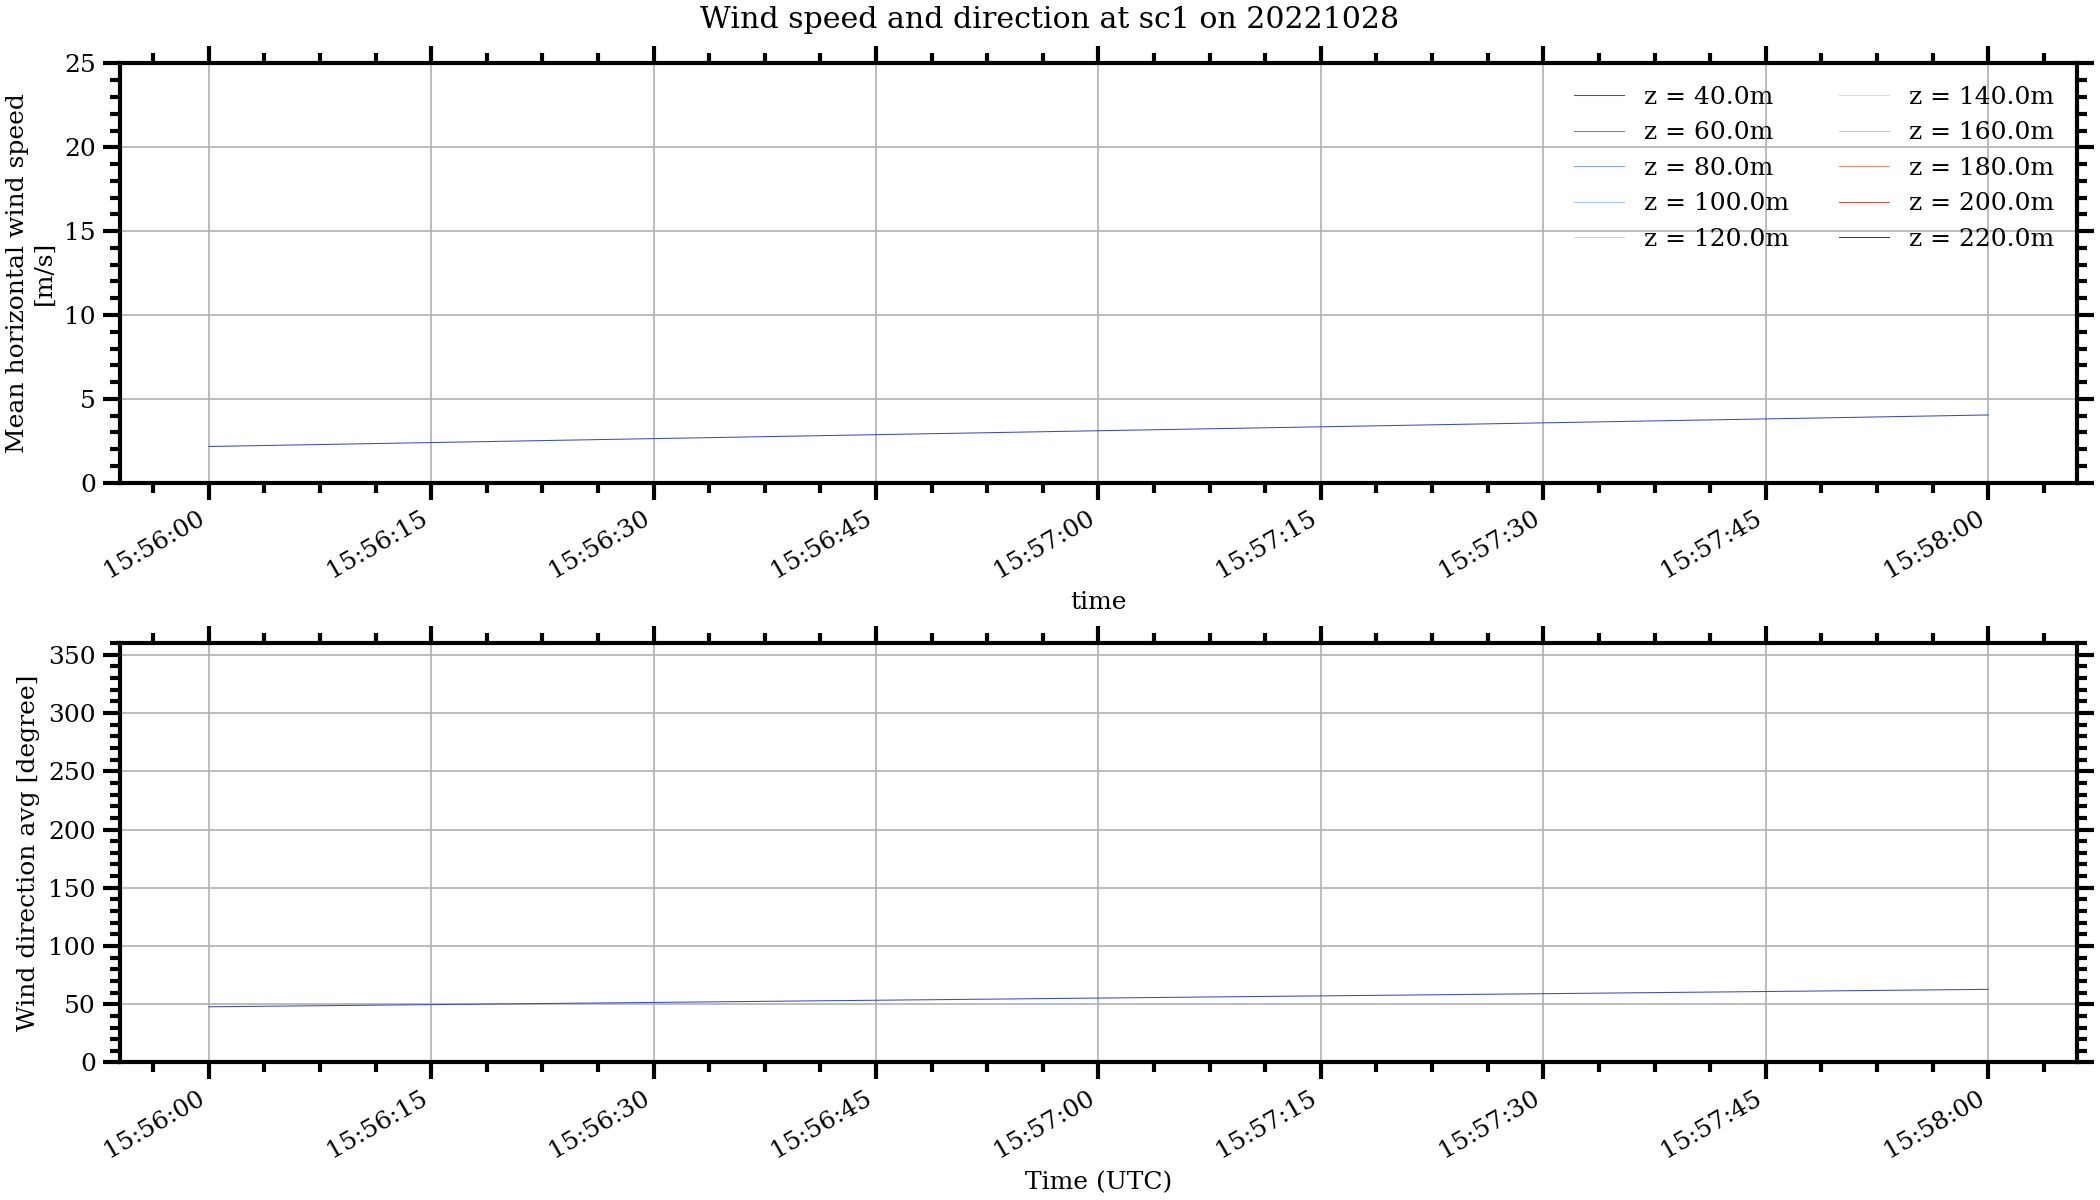 Wind speed and direction at sc1 on 20221028
Mean horizontal wind speed
[m/s]
25
20
15
10
5
0
z = 40.0m
z = 60.0m
z = 80.0m
z = 100.0m
z = 120.0m
z = 140.0m
z = 160.0m
z = 180.0m
z = 200.0m
z = 220.0m
15:56:00
15:56:15
15:56:30
15:56:45
15:57:00
15:57:15
15:57:30
15:57:45
15:58:00
time
Wind direction avg [degree]
350
300
250
200
150
100
50
0
15:56:00
15:56:15
15:56:30
15:56:45
15:57:00
15:57:15
15:57:30
15:57:45
15:58:00
Time (UTC)